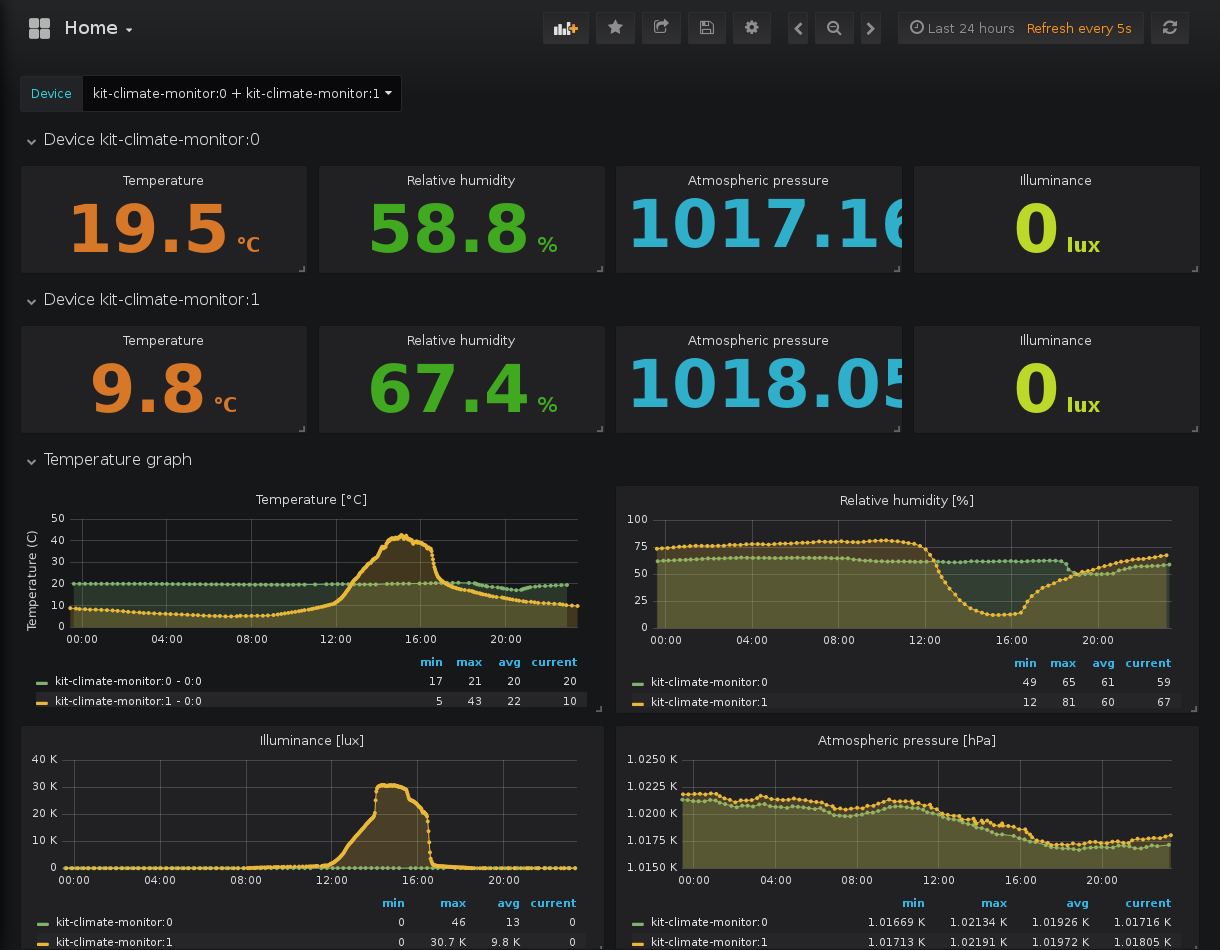 Home
Last 24 hours Refresh every 5s
Device kit-climate-monitor:0 + kit-climate-monitor:1
Device kit-climate-monitor:0
Temperature Relative humidity Atmospheric pressure Illuminance
19.5 °C 58.8 % 1017.16 0 lux
Device kit-climate-monitor:1
Temperature Relative humidity Atmospheric pressure Illuminance
9.8 °C 67.4 % 1018.05 0 lux
Temperature graph
Temperature [°C]
Temperature (C)
50
40
30
20
10
0
00:00 04:00 08:00 12:00 16:00 20:00
min max avg current
kit-climate-monitor:0 - 0:0 17 21 20 20
kit-climate-monitor:1 - 0:0 5 43 22 10
Relative humidity [%]
100
75
50
25
0
00:00 04:00 08:00 12:00 16:00 20:00
min max avg current
kit-climate-monitor:0 49 65 61 59
kit-climate-monitor:1 12 81 60 67
Illuminance [lux]
40 K
30 K
20 K
10 K
0
00:00 04:00 08:00 12:00 16:00 20:00
min max avg current
kit-climate-monitor:0 0 46 13 0
kit-climate-monitor:1 0 30.7 K 9.8 K 0
Atmospheric pressure [hPa]
1.0250 K
1.0225 K
1.0200 K
1.0175 K
1.0150 K
00:00 04:00 08:00 12:00 16:00 20:00
min max avg current
kit-climate-monitor:0 1.01669 K 1.02134 K 1.01926 K 1.01716 K
kit-climate-monitor:1 1.01713 K 1.02191 K 1.01972 K 1.01805 K